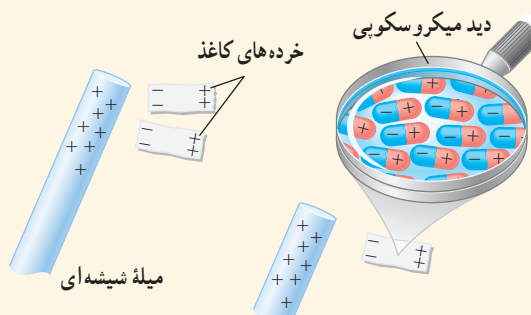 دید میکروسکوپی
خرده‌های کاغذ
میلهٔ شیشه‌ای